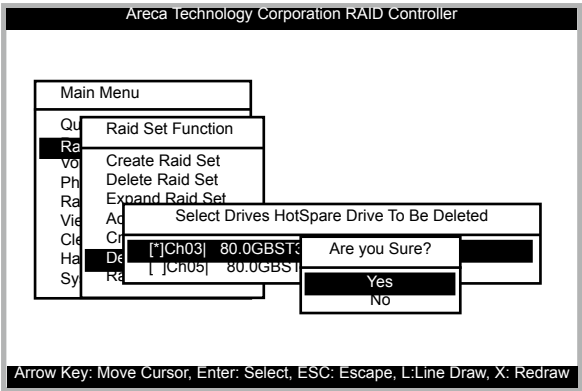 Areca Technology Corporation RAID Controller
Main Menu
Raid Set Function
Create Raid Set
Delete Raid Set
Expand Raid Set
Select Drives HotSpare Drive To Be Deleted
[*]Ch03| 80.0GBST3
[ ]Ch05| 80.0GBST
Are you Sure?
Yes
No
Arrow Key: Move Cursor, Enter: Select, ESC: Escape, L:Line Draw, X: Redraw